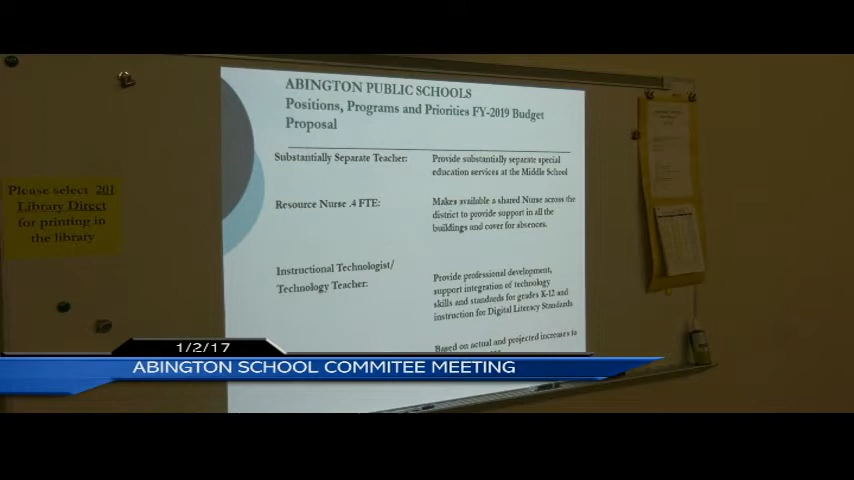 ABINGTON PUBLIC SCHOOLS
Positions, Programs and Priorities FY-2019 Budget
Proposal
Substantially Separate Teacher:
Provide substantially separate special
education services at the Middle School
Resource Nurse .4 FTE:
Makes available a shared Nurse across the
district to provide support in all the
buildings and cover for absences.
Instructional Technologist/
Technology Teacher:
Provide professional development,
support integration of technology
skills and standards for grades K-12 and
instruction for Digital Literacy Standards
Based on actual and projected increases to
Please select 201
Library Direct
for printing in
the library
1/2/17
ABINGTON SCHOOL COMMITEE MEETING